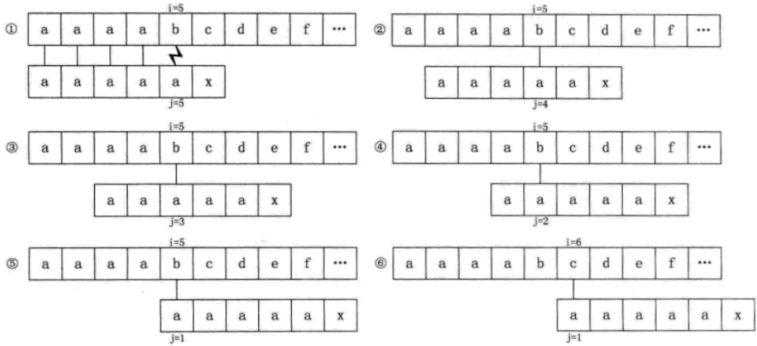 i=5
① a a a a b c d e f ···
a a a a a x
j=5
i=5
② a a a a b c d e f ···
a a a a a x
j=4
i=5
③ a a a a b c d e f ···
a a a a a x
j=3
i=5
④ a a a a b c d e f ···
a a a a a x
j=2
i=5
⑤ a a a a b c d e f ···
a a a a a x
j=1
i=6
⑥ a a a a b c d e f ···
a a a a a x
j=1